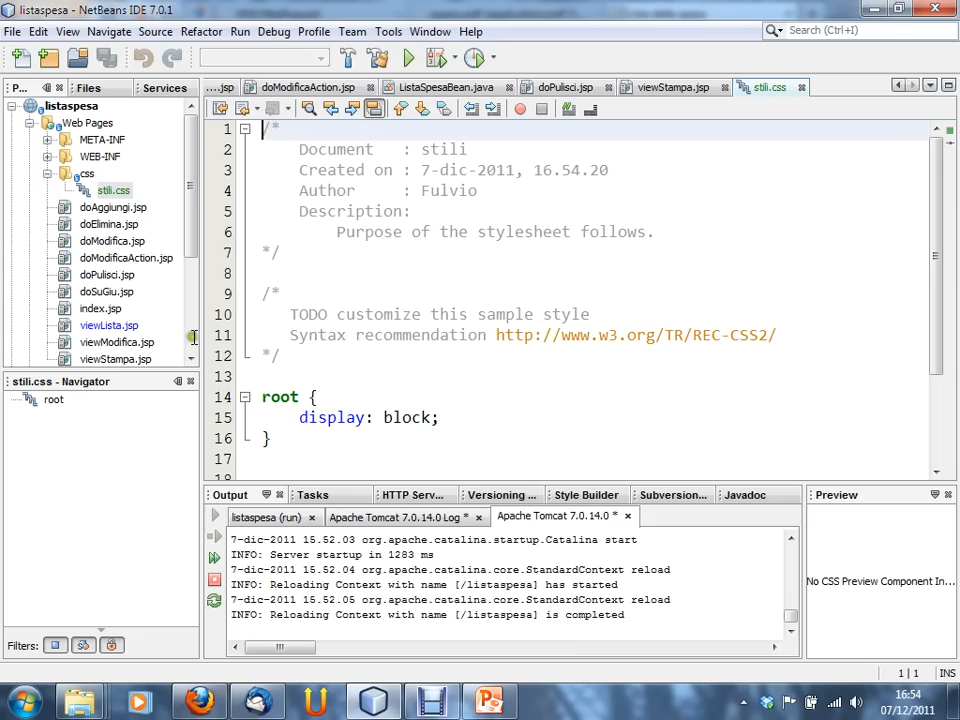 listaspesa - NetBeans IDE 7.0.1
File Edit View Navigate Source Refactor Run Debug Profile Team Tools Window Help
Search (Ctrl+I)
P... Files Services
....jsp doModificaAction.jsp ListaSpesaBean.java doPulisci.jsp viewStampa.jsp stili.css
listaspesa
Web Pages
META-INF
WEB-INF
css
stili.css
doAggiungi.jsp
doElimina.jsp
doModifica.jsp
doModificaAction.jsp
doPulisci.jsp
doSuGiu.jsp
index.jsp
viewLista.jsp
viewModifica.jsp
viewStampa.jsp
stili.css - Navigator
root
Filters:
1 /*
2 Document : stili
3 Created on : 7-dic-2011, 16.54.20
4 Author : Fulvio
5 Description:
6 Purpose of the stylesheet follows.
7 */
8
9 /*
10 TODO customize this sample style
11 Syntax recommendation http://www.w3.org/TR/REC-CSS2/
12 */
13
14 root {
15 display: block;
16 }
17
18
Output Tasks HTTP Serv... Versioning ... Style Builder Subversion... Javadoc
listaspesa (run) Apache Tomcat 7.0.14.0 Log * Apache Tomcat 7.0.14.0 *
7-dic-2011 15.52.03 org.apache.catalina.startup.Catalina start
INFO: Server startup in 1283 ms
7-dic-2011 15.52.04 org.apache.catalina.core.StandardContext reload
INFO: Reloading Context with name [/listaspesa] has started
7-dic-2011 15.52.05 org.apache.catalina.core.StandardContext reload
INFO: Reloading Context with name [/listaspesa] is completed
Preview
No CSS Preview Component In...
1 | 1 INS
16:54
07/12/2011